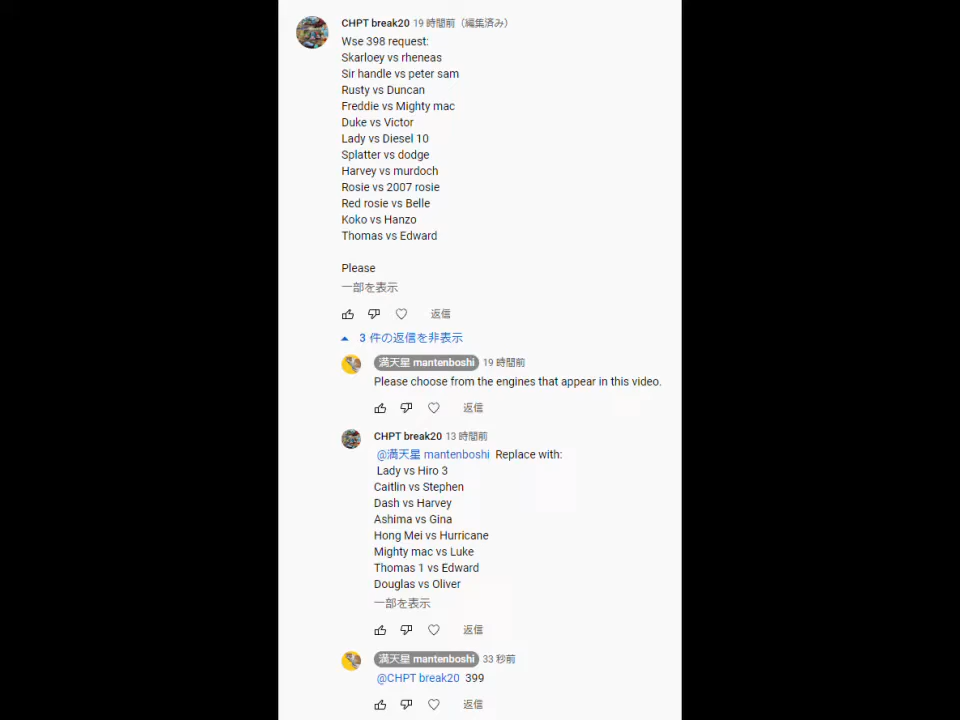 CHPT break20 19 時間前（編集済み）
Wse 398 request:
Skarloey vs rheneas
Sir handle vs peter sam
Rusty vs Duncan
Freddie vs Mighty mac
Duke vs Victor
Lady vs Diesel 10
Splatter vs dodge
Harvey vs murdoch
Rosie vs 2007 rosie
Red rosie vs Belle
Koko vs Hanzo
Thomas vs Edward
Please
一部を表示
返信
3 件の返信を非表示
満天星 mantenboshi 19 時間前
Please choose from the engines that appear in this video.
返信
CHPT break20 13 時間前
@満天星 mantenboshi Replace with:
Lady vs Hiro 3
Caitlin vs Stephen
Dash vs Harvey
Ashima vs Gina
Hong Mei vs Hurricane
Mighty mac vs Luke
Thomas 1 vs Edward
Douglas vs Oliver
一部を表示
返信
満天星 mantenboshi 33 秒前
@CHPT break20 399
返信